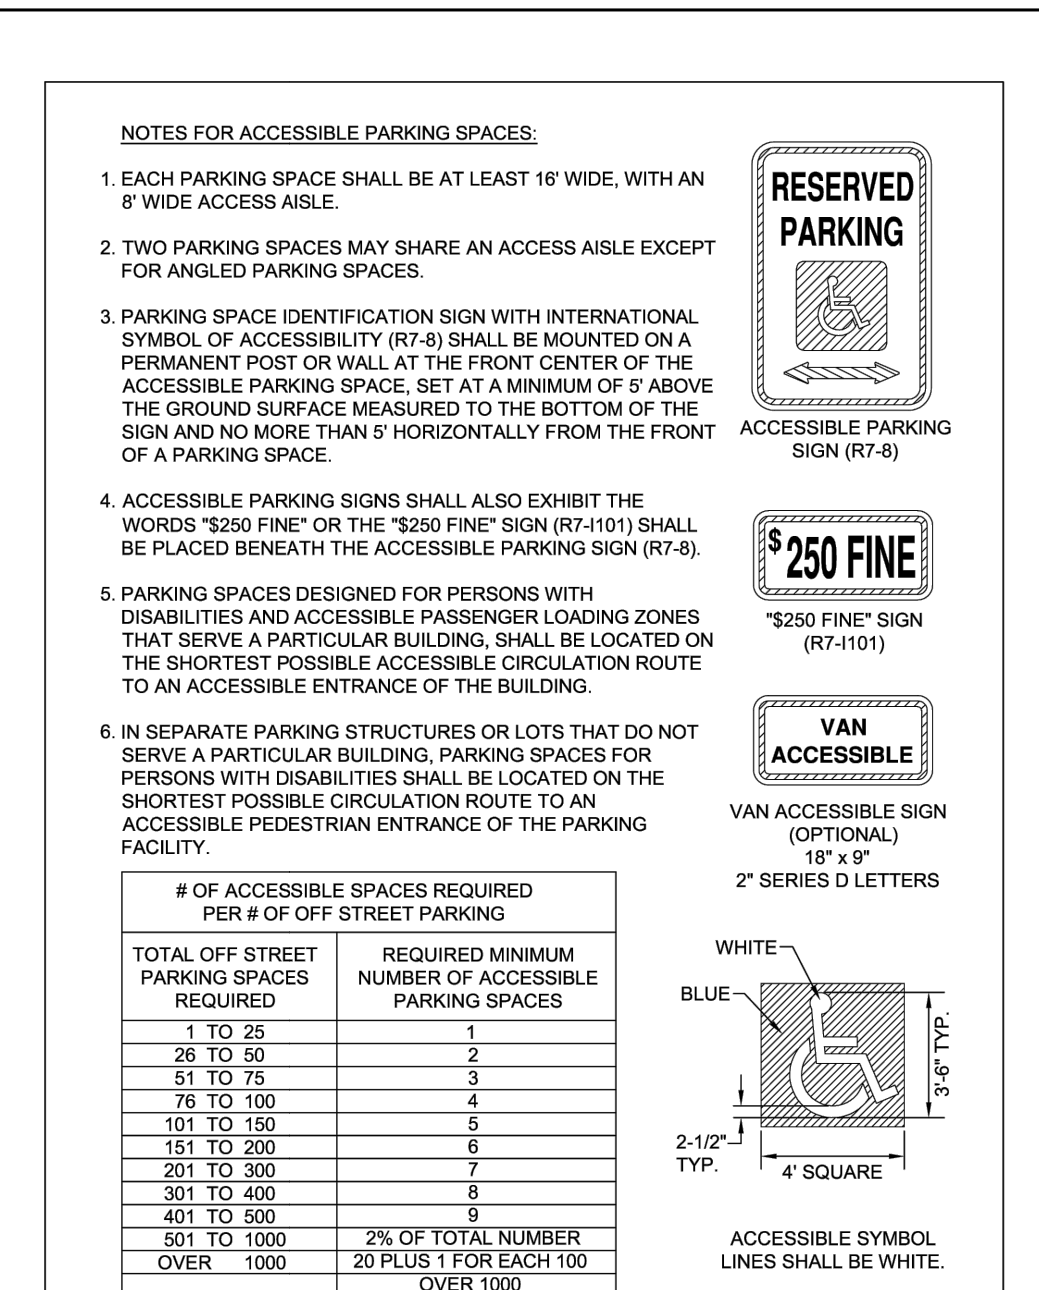 NOTES FOR ACCESSIBLE PARKING SPACES:
1. EACH PARKING SPACE SHALL BE AT LEAST 16' WIDE, WITH AN
8' WIDE ACCESS AISLE.
2. TWO PARKING SPACES MAY SHARE AN ACCESS AISLE EXCEPT
FOR ANGLED PARKING SPACES.
3. PARKING SPACE IDENTIFICATION SIGN WITH INTERNATIONAL
SYMBOL OF ACCESSIBILITY (R7-8) SHALL BE MOUNTED ON A
PERMANENT POST OR WALL AT THE FRONT CENTER OF THE
ACCESSIBLE PARKING SPACE, SET AT A MINIMUM OF 5' ABOVE
THE GROUND SURFACE MEASURED TO THE BOTTOM OF THE
SIGN AND NO MORE THAN 5' HORIZONTALLY FROM THE FRONT
OF A PARKING SPACE.
4. ACCESSIBLE PARKING SIGNS SHALL ALSO EXHIBIT THE
WORDS "$250 FINE" OR THE "$250 FINE" SIGN (R7-I101) SHALL
BE PLACED BENEATH THE ACCESSIBLE PARKING SIGN (R7-8).
5. PARKING SPACES DESIGNED FOR PERSONS WITH
DISABILITIES AND ACCESSIBLE PASSENGER LOADING ZONES
THAT SERVE A PARTICULAR BUILDING, SHALL BE LOCATED ON
THE SHORTEST POSSIBLE ACCESSIBLE CIRCULATION ROUTE
TO AN ACCESSIBLE ENTRANCE OF THE BUILDING.
6. IN SEPARATE PARKING STRUCTURES OR LOTS THAT DO NOT
SERVE A PARTICULAR BUILDING, PARKING SPACES FOR
PERSONS WITH DISABILITIES SHALL BE LOCATED ON THE
SHORTEST POSSIBLE CIRCULATION ROUTE TO AN
ACCESSIBLE PEDESTRIAN ENTRANCE OF THE PARKING
FACILITY.
# OF ACCESSIBLE SPACES REQUIRED
PER # OF OFF STREET PARKING
TOTAL OFF STREET
PARKING SPACES
REQUIRED
REQUIRED MINIMUM
NUMBER OF ACCESSIBLE
PARKING SPACES
1 TO 25 1
26 TO 50 2
51 TO 75 3
76 TO 100 4
101 TO 150 5
151 TO 200 6
201 TO 300 7
301 TO 400 8
401 TO 500 9
501 TO 1000 2% OF TOTAL NUMBER
OVER 1000 20 PLUS 1 FOR EACH 100
OVER 1000
RESERVED
PARKING
ACCESSIBLE PARKING
SIGN (R7-8)
$250 FINE
"$250 FINE" SIGN
(R7-I101)
VAN
ACCESSIBLE
VAN ACCESSIBLE SIGN
(OPTIONAL)
18" x 9"
2" SERIES D LETTERS
WHITE
BLUE
3'-6" TYP.
2-1/2"
TYP.
4' SQUARE
ACCESSIBLE SYMBOL
LINES SHALL BE WHITE.